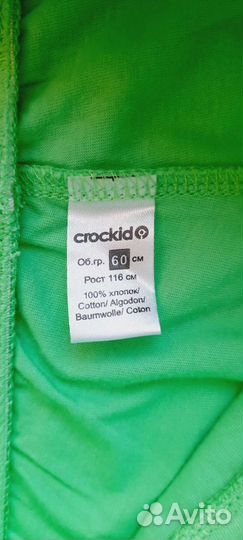 crockid
Об.гр. 60 см
Рост 116 см
100% хлопок/
Cotton/ Algodon/
Baumwolle/ Coton
Avito